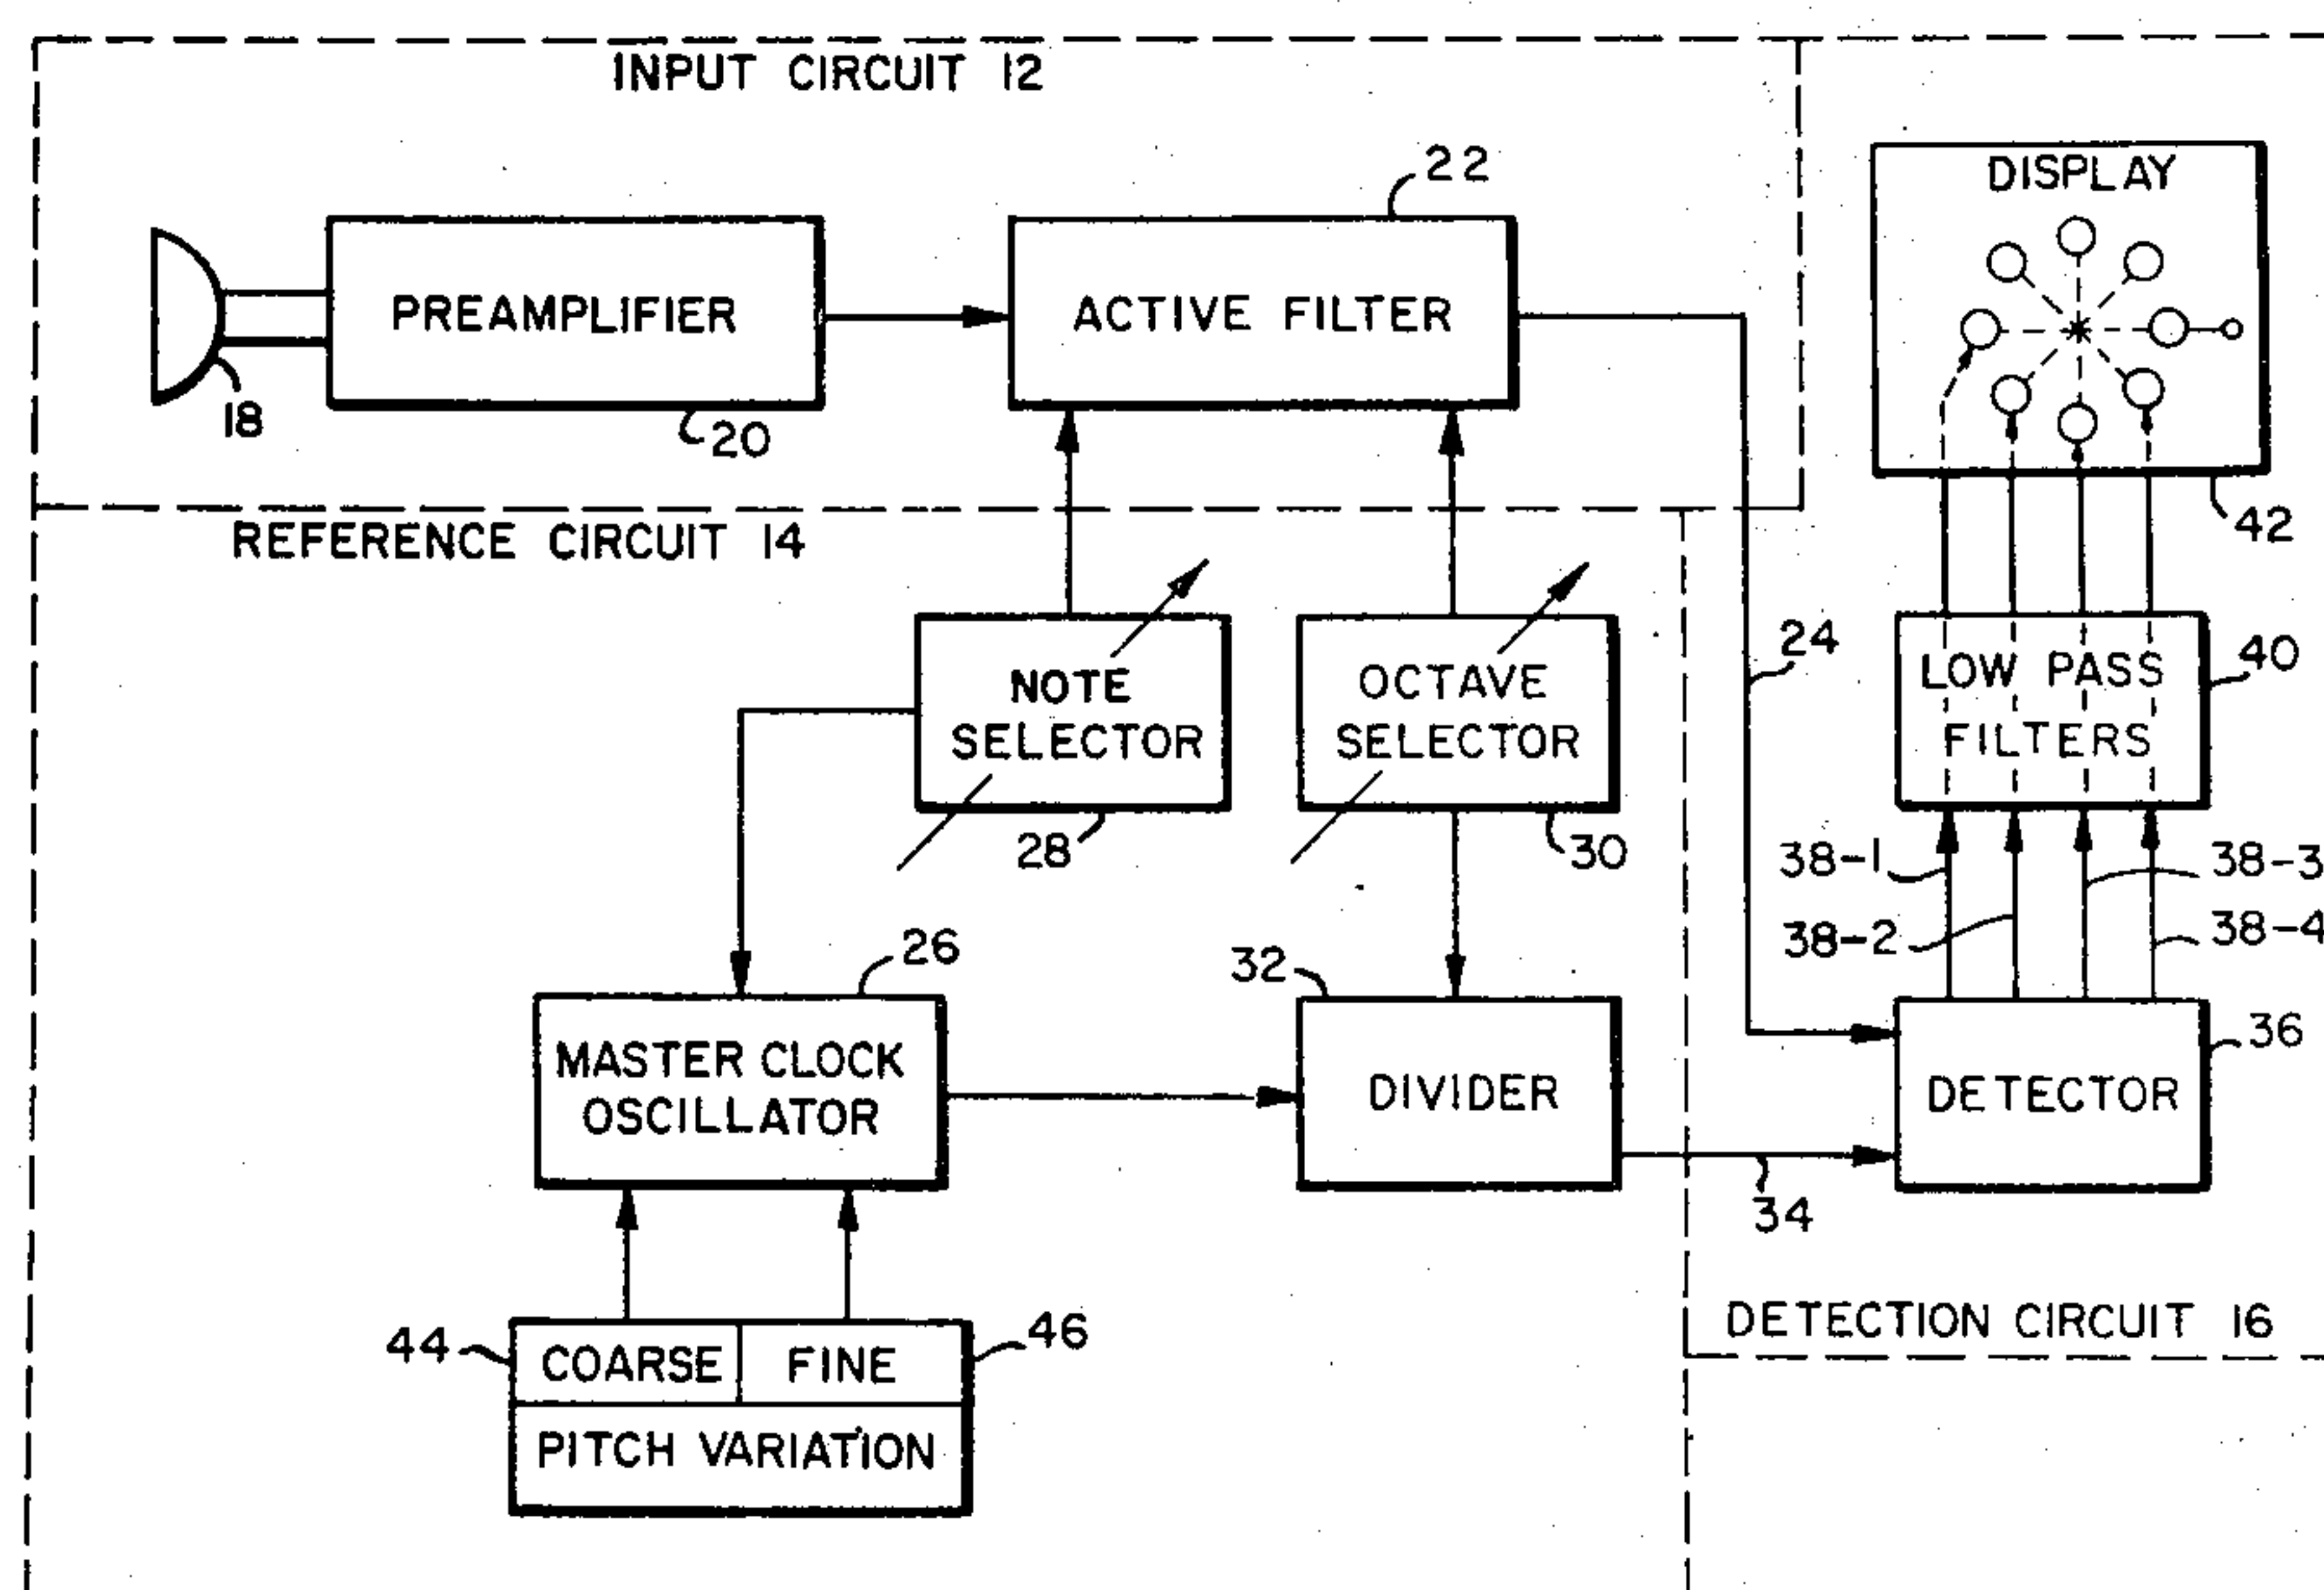 INPUT CIRCUIT 12
22
DISPLAY
PREAMPLIFIER
ACTIVE FILTER
18
20
42
REFERENCE CIRCUIT 14
24
NOTE
SELECTOR
OCTAVE
SELECTOR
LOW PASS
FILTERS
40
28
30
38-1
38-3
38-2
38-4
26
32
36
MASTER CLOCK
OSCILLATOR
DIVIDER
DETECTOR
34
44
COARSE
FINE
46
DETECTION CIRCUIT 16
PITCH VARIATION